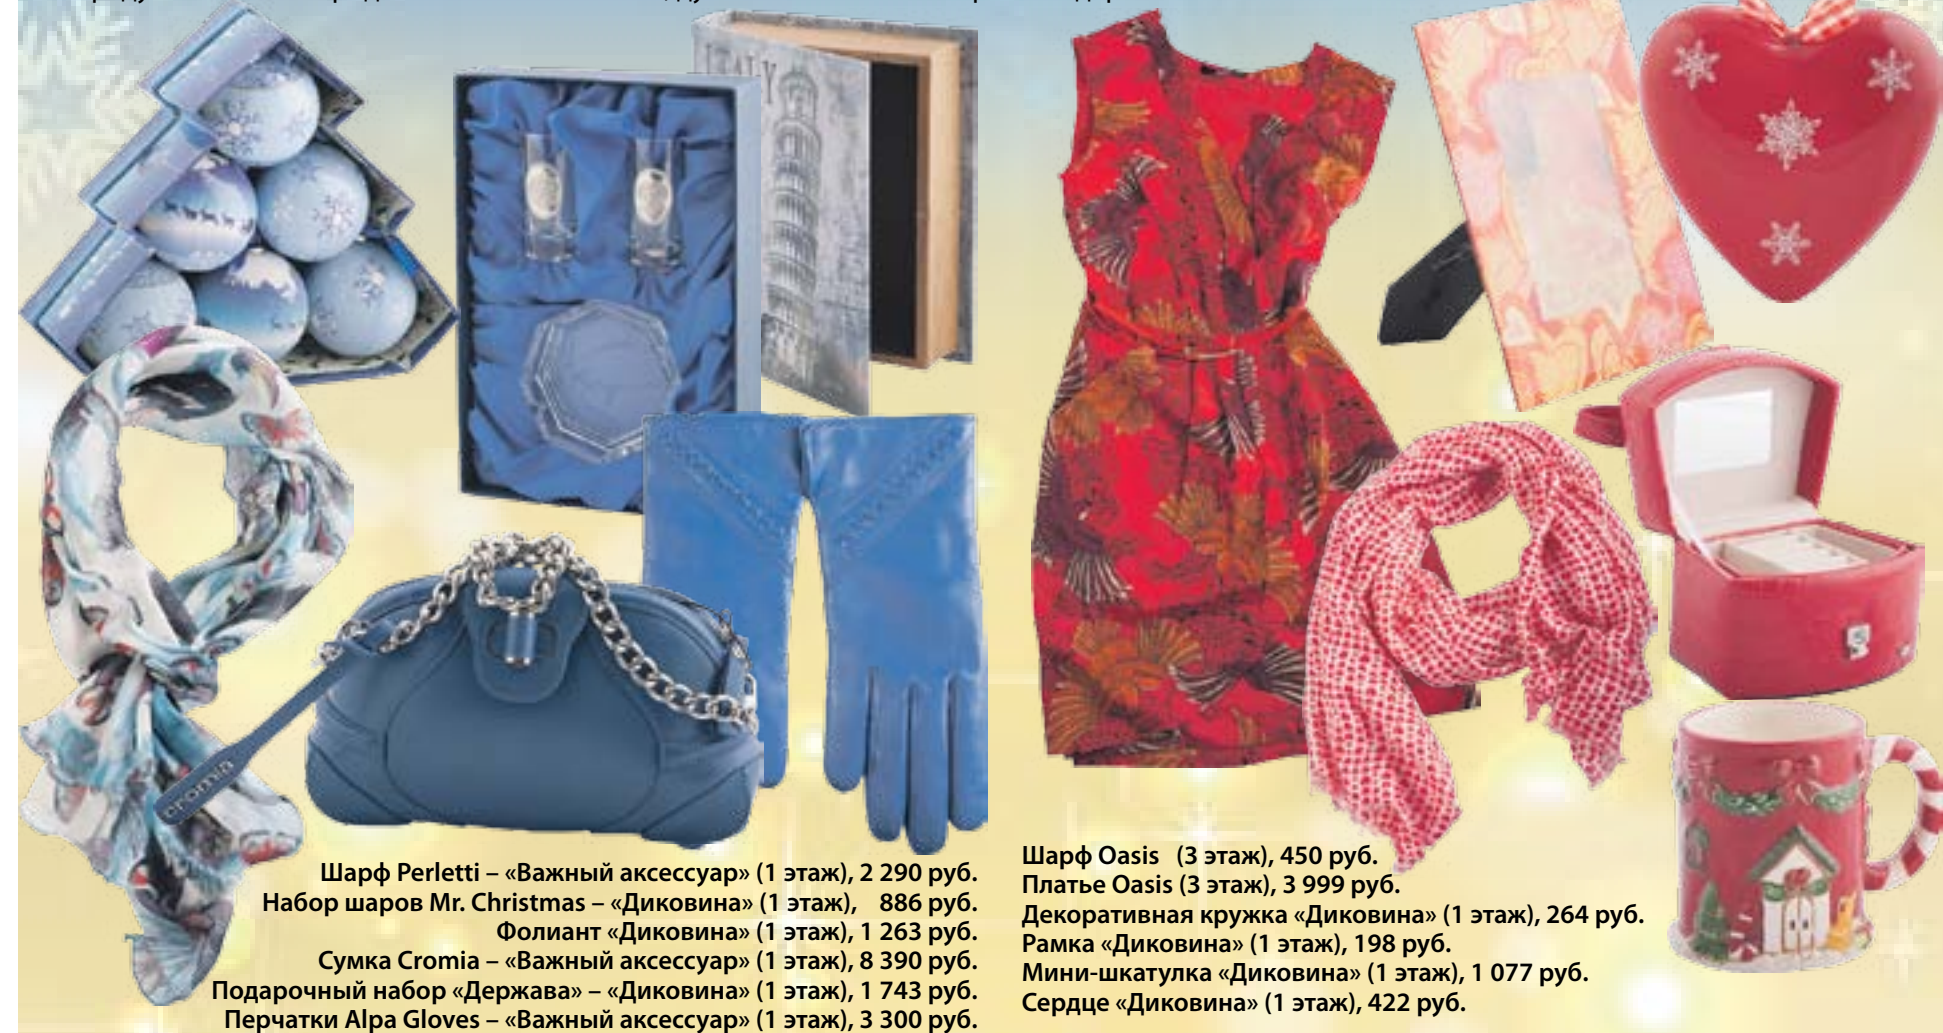 ITALY
cromia
Шарф Perletti – «Важный аксессуар» (1 этаж), 2 290 руб.
Набор шаров Mr. Christmas – «Диковина» (1 этаж), 886 руб.
Фолиант «Диковина» (1 этаж), 1 263 руб.
Сумка Cromia – «Важный аксессуар» (1 этаж), 8 390 руб.
Подарочный набор «Держава» – «Диковина» (1 этаж), 1 743 руб.
Перчатки Alpa Gloves – «Важный аксессуар» (1 этаж), 3 300 руб.
Шарф Oasis (3 этаж), 450 руб.
Платье Oasis (3 этаж), 3 999 руб.
Декоративная кружка «Диковина» (1 этаж), 264 руб.
Рамка «Диковина» (1 этаж), 198 руб.
Мини-шкатулка «Диковина» (1 этаж), 1 077 руб.
Сердце «Диковина» (1 этаж), 422 руб.